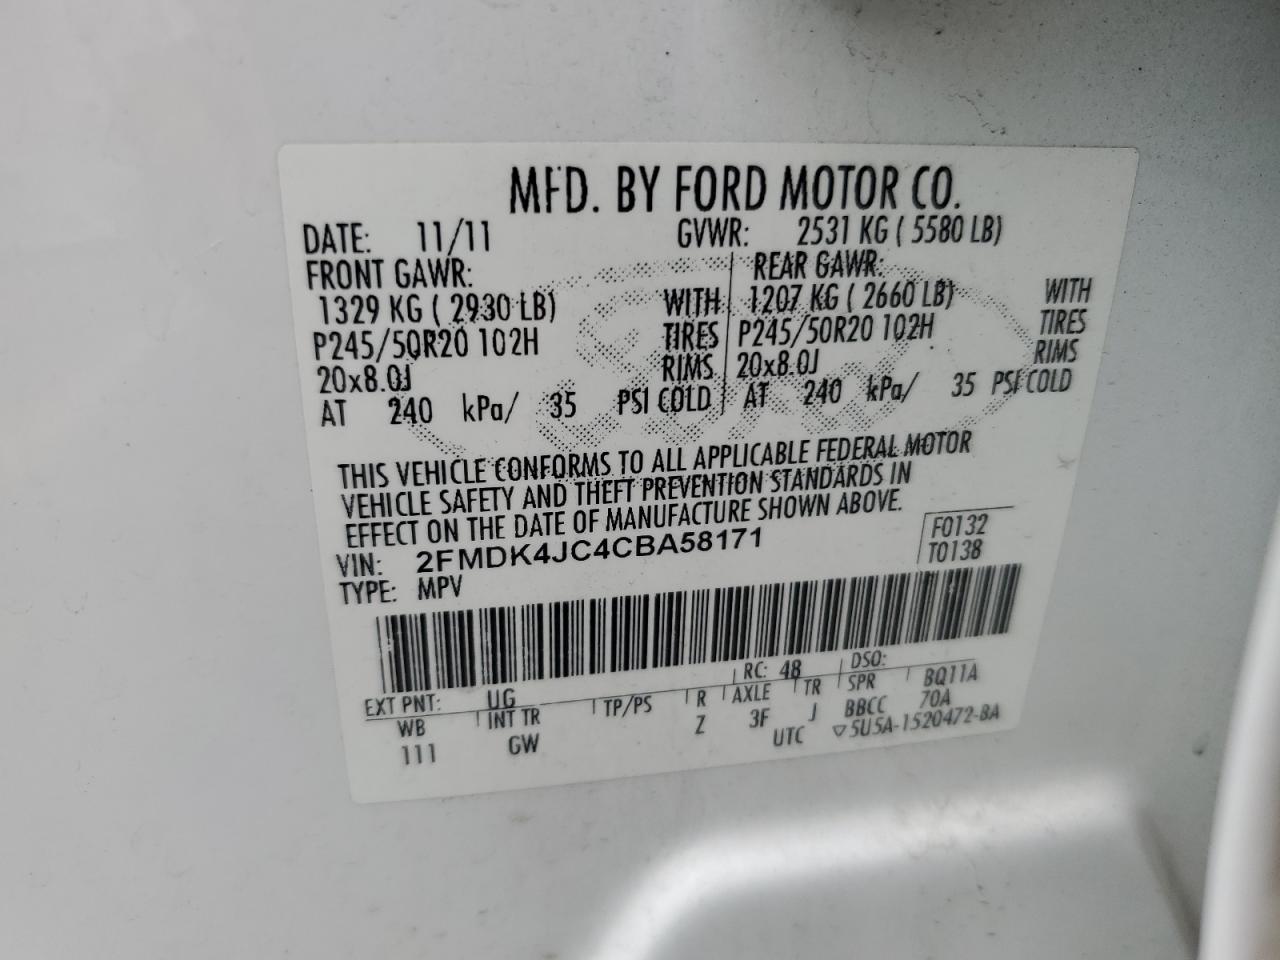 MFD. BY FORD MOTOR CO.
DATE: 11/11 GVWR: 2531 KG ( 5580 LB)
FRONT GAWR: REAR GAWR:
1329 KG ( 2930 LB) WITH 1207 KG ( 2660 LB) WITH
P245/50R20 102H TIRES P245/50R20 102H TIRES
20x8.0J RIMS 20x8.0J RIMS
AT 240 kPa/ 35 PSI COLD AT 240 kPa/ 35 PSI COLD
THIS VEHICLE CONFORMS TO ALL APPLICABLE FEDERAL MOTOR
VEHICLE SAFETY AND THEFT PREVENTION STANDARDS IN
EFFECT ON THE DATE OF MANUFACTURE SHOWN ABOVE.
VIN: 2FMDK4JC4CBA58171 F0132
TYPE: MPV T0138
EXT PNT: UG RC: 48 DSO:
WB INT TR TP/PS R AXLE TR SPR BQ11A
111 GW Z 3F J BBCC 70A
UTC ▽5U5A-1520472-BA